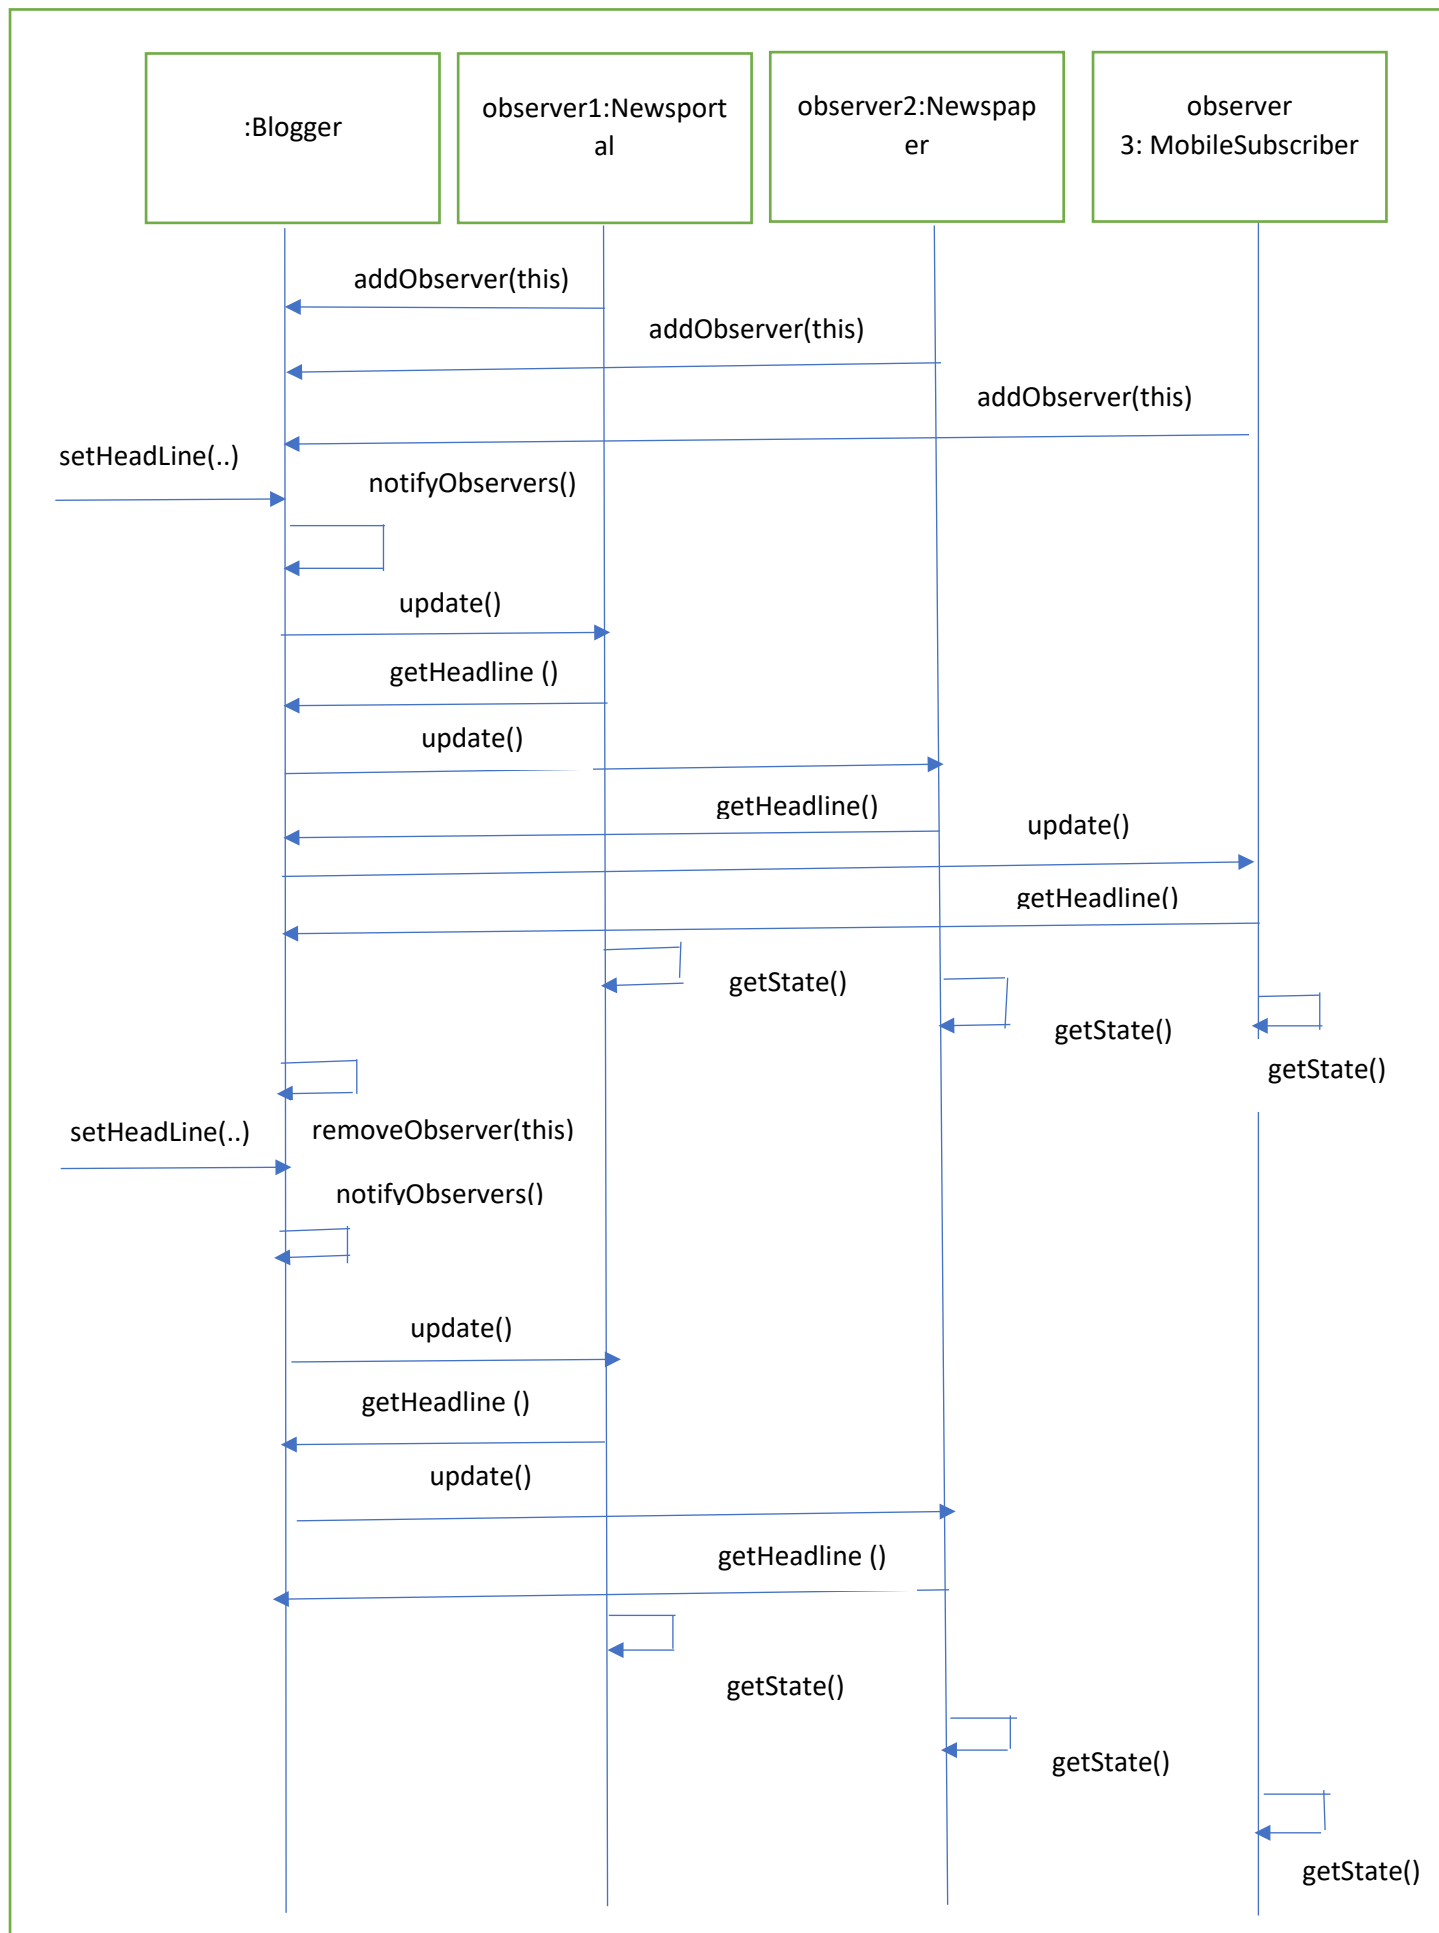 :Blogger
observer1:Newsport
al
observer2:Newspap
er
observer
3: MobileSubscriber
addObserver(this)
addObserver(this)
addObserver(this)
setHeadLine(..)
notifyObservers()
update()
getHeadline ()
update()
getHeadline()
update()
getHeadline()
getState()
getState()
getState()
setHeadLine(..)
removeObserver(this)
notifyObservers()
update()
getHeadline ()
update()
getHeadline ()
getState()
getState()
getState()